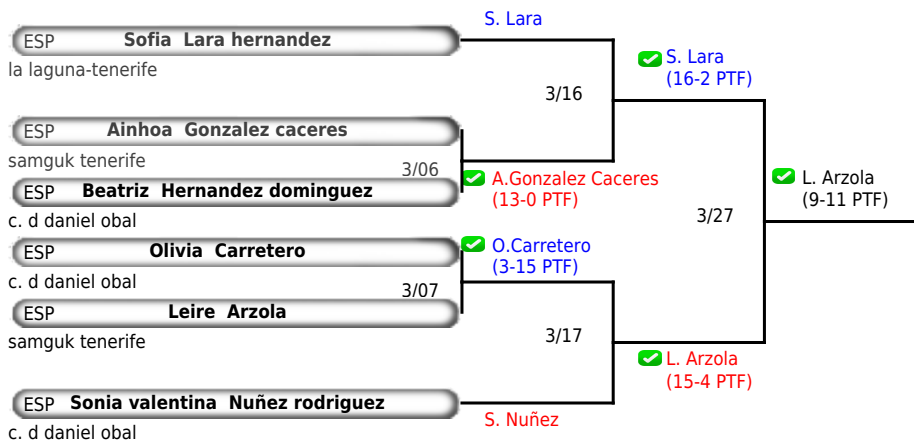 S. Lara
ESP Sofia Lara hernandez
la laguna-tenerife
S. Lara
(16-2 PTF)
3/16
ESP Ainhoa Gonzalez caceres
samguk tenerife
3/06
A.Gonzalez Caceres
(13-0 PTF)
ESP Beatriz Hernandez dominguez
c. d daniel obal
L. Arzola
(9-11 PTF)
3/27
ESP Olivia Carretero
c. d daniel obal
O.Carretero
(3-15 PTF)
3/07
ESP Leire Arzola
samguk tenerife
3/17
L. Arzola
(15-4 PTF)
ESP Sonia valentina Nuñez rodriguez
c. d daniel obal
S. Nuñez